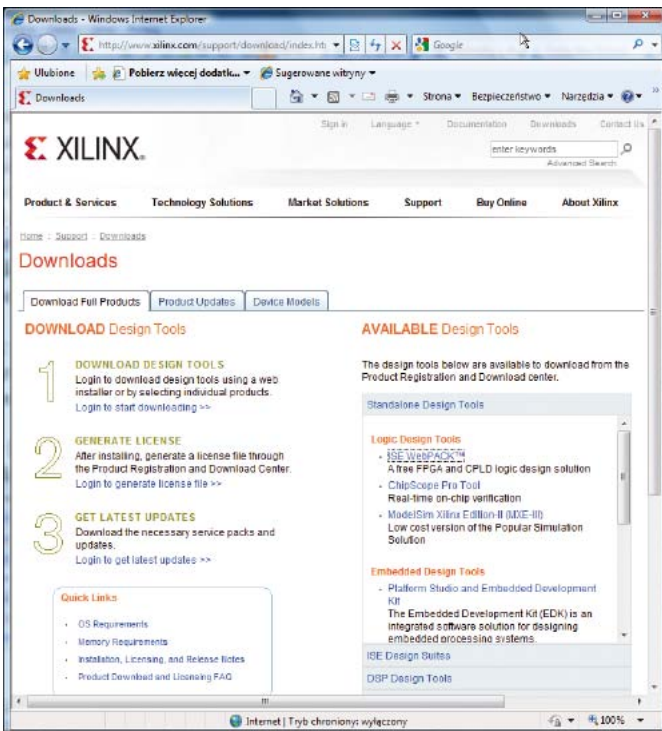 Downloads - Windows Internet Explorer
http://www.xilinx.com/support/download/index.ht
Google
Ulubione
Pobierz więcej dodatk...
Sugerowane witryny
Downloads
Strona
Bezpieczeństwo
Narzędzia
Sign in Language Documentation Downloads Contact Us
XILINX.
enter keywords
Advanced Search
Product & Services Technology Solutions Market Solutions Support Buy Online About Xilinx
Home : Support : Downloads
Downloads
Download Full Products Product Updates Device Models
DOWNLOAD Design Tools
1
DOWNLOAD DESIGN TOOLS
Login to download design tools using a web
installer or by selecting individual products.
Login to start downloading >>
2
GENERATE LICENSE
After installing, generate a license file through
the Product Registration and Download Center.
Login to generate license file >>
3
GET LATEST UPDATES
Download the necessary service packs and
updates.
Login to get latest updates >>
Quick Links
OS Requirements
Memory Requirements
Installation, Licensing, and Release Notes
Product Download and Licensing FAQ
AVAILABLE Design Tools
The design tools below are available to download from the
Product Registration and Download center.
Standalone Design Tools
Logic Design Tools
ISE WebPACK™
A free FPGA and CPLD logic design solution
ChipScope Pro Tool
Real-time on-chip verification
ModelSim Xilinx Edition-II (MXE-III)
Low cost version of the Popular Simulation
Solution
Embedded Design Tools
Platform Studio and Embedded Development
Kit
The Embedded Development Kit (EDK) is an
integrated software solution for designing
embedded processing systems.
ISE Design Suites
DSP Design Tools
Internet | Tryb chroniony: wyłączony
100%